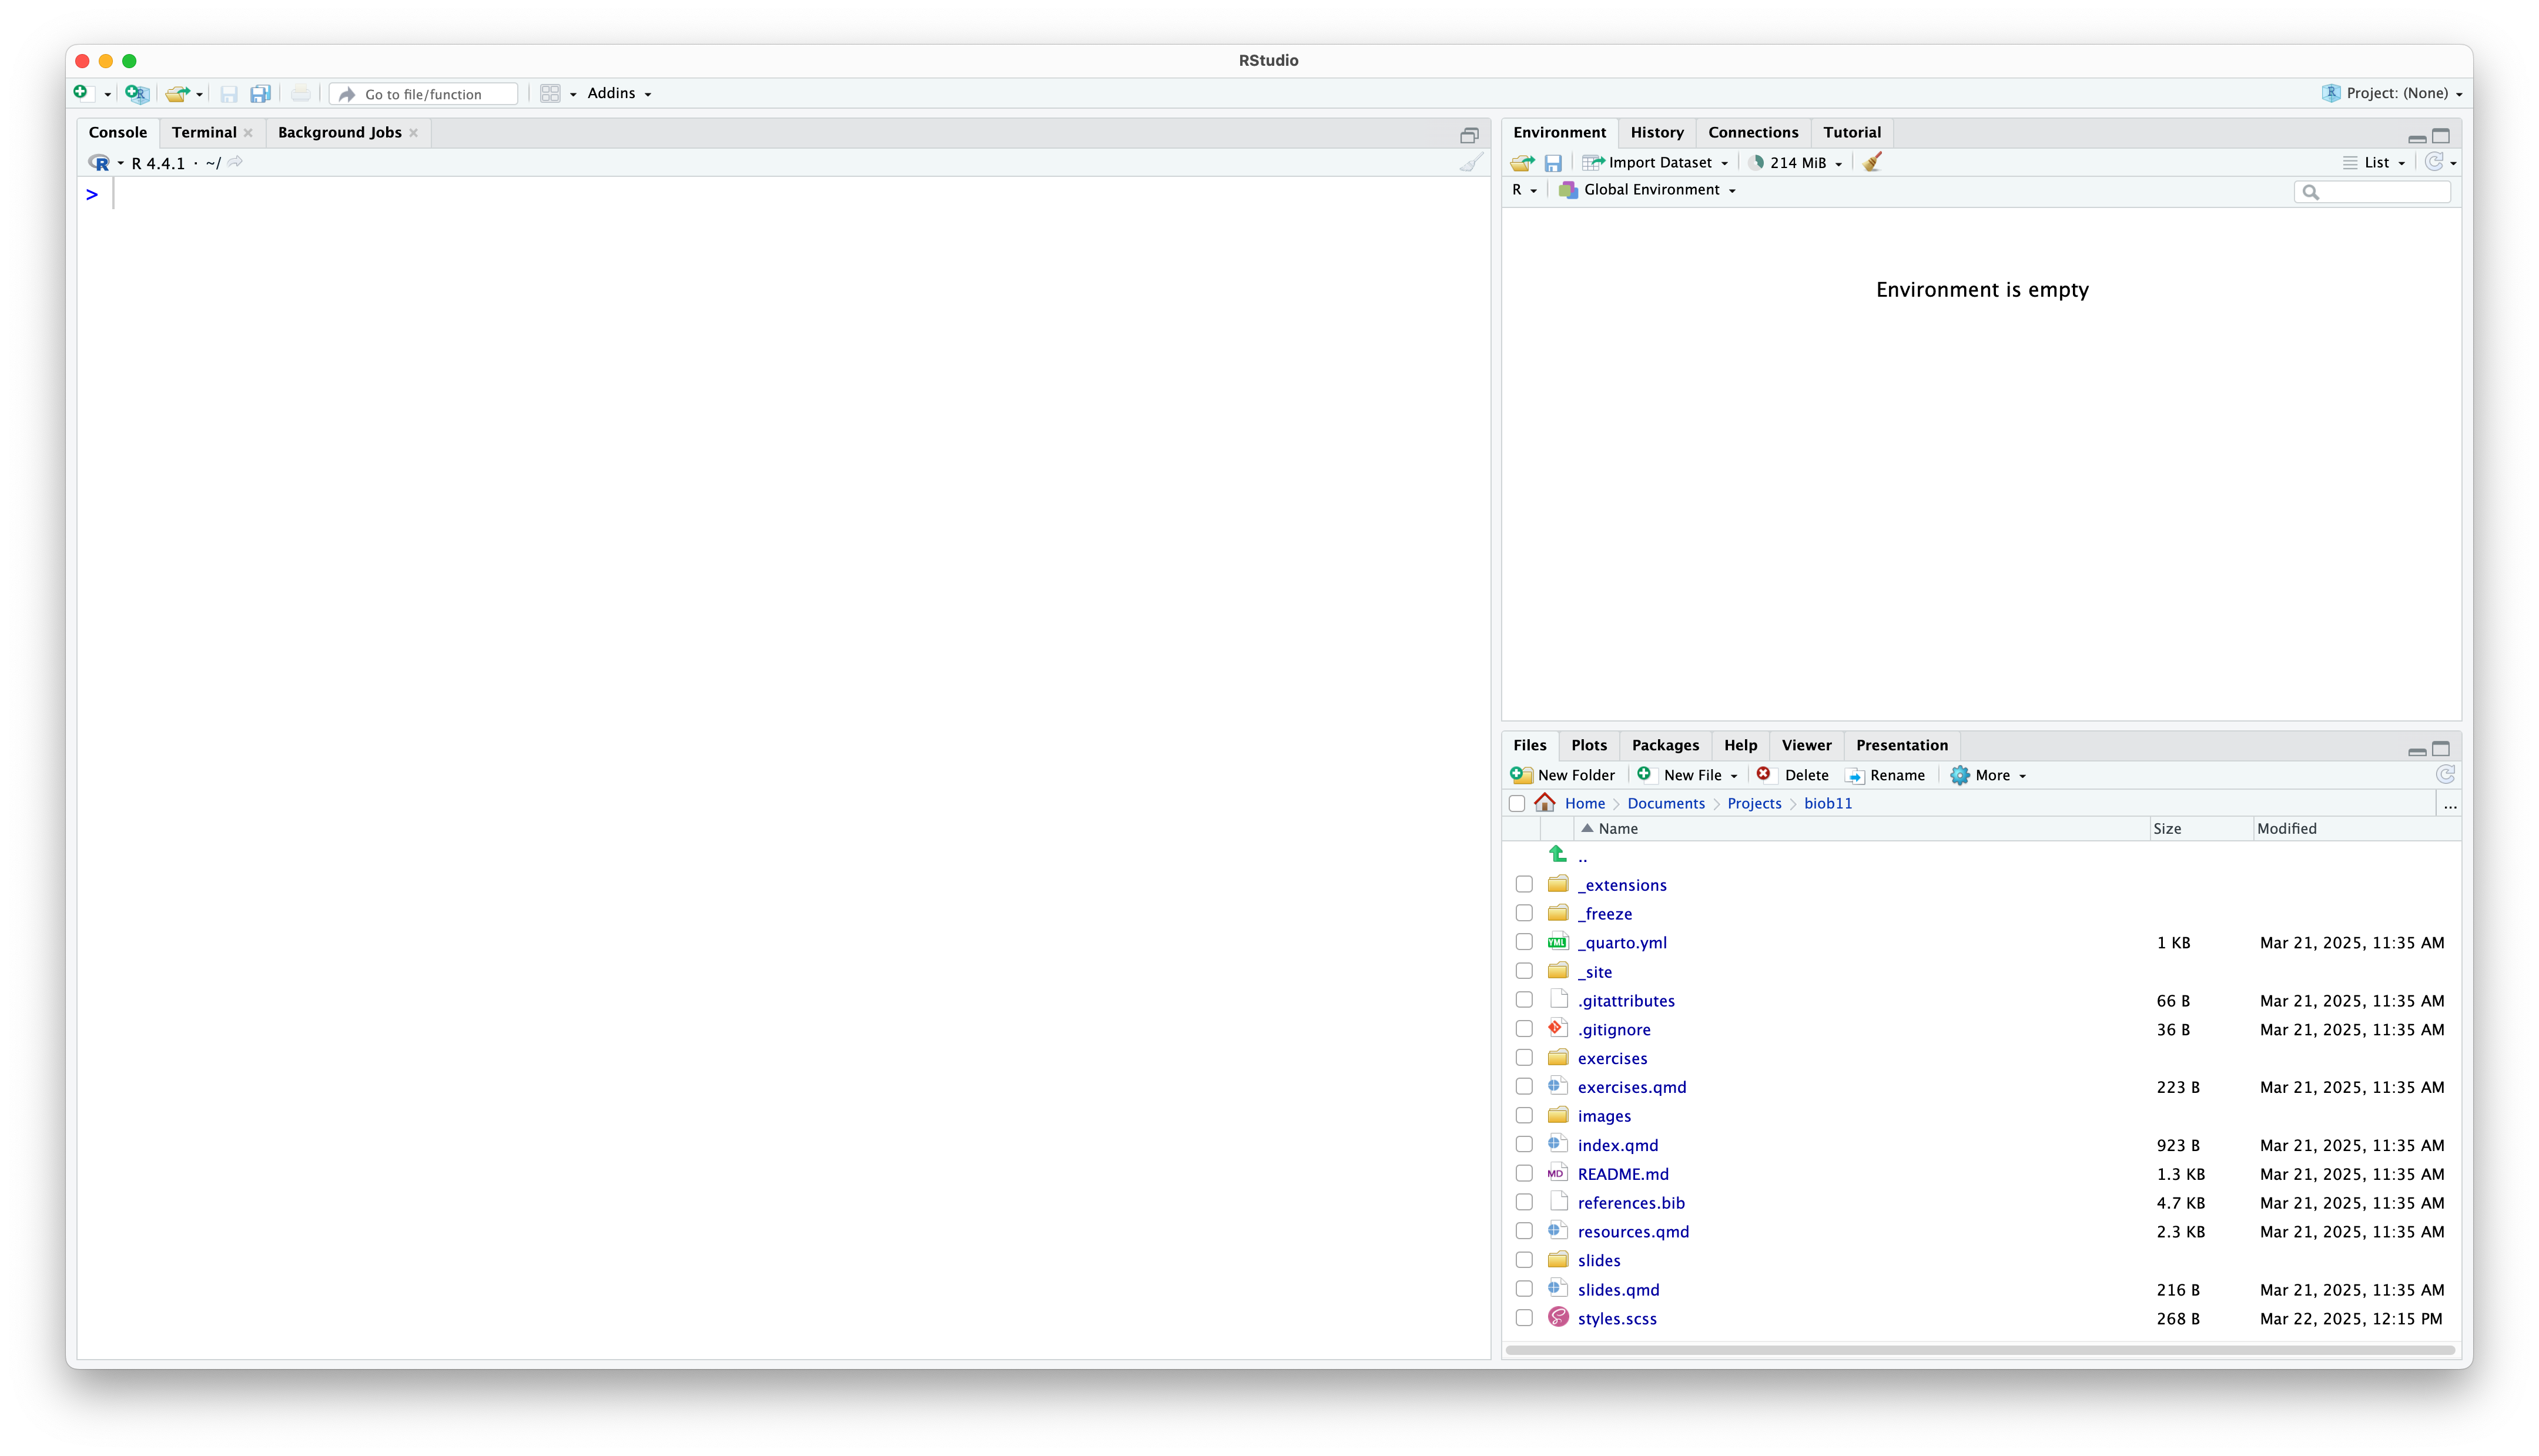 RStudio
Go to file/function
Addins
Project: (None)
Console Terminal Background Jobs
R 4.4.1 · ~/
>
Environment History Connections Tutorial
Import Dataset 214 MiB List
R Global Environment
Environment is empty
Files Plots Packages Help Viewer Presentation
New Folder New File Delete Rename More
Home Documents Projects biob11 ...
Name Size Modified
..
_extensions
_freeze
_quarto.yml 1 KB Mar 21, 2025, 11:35 AM
_site
.gitattributes 66 B Mar 21, 2025, 11:35 AM
.gitignore 36 B Mar 21, 2025, 11:35 AM
exercises
exercises.qmd 223 B Mar 21, 2025, 11:35 AM
images
index.qmd 923 B Mar 21, 2025, 11:35 AM
README.md 1.3 KB Mar 21, 2025, 11:35 AM
references.bib 4.7 KB Mar 21, 2025, 11:35 AM
resources.qmd 2.3 KB Mar 21, 2025, 11:35 AM
slides
slides.qmd 216 B Mar 21, 2025, 11:35 AM
styles.scss 268 B Mar 22, 2025, 12:15 PM